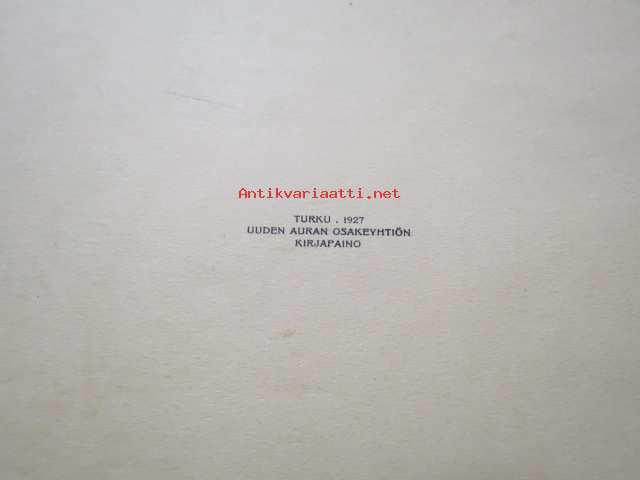 Antikvariaatti.net
TURKU . 1927
UUDEN AURAN OSAKEYHTIÖN
KIRJAPAINO